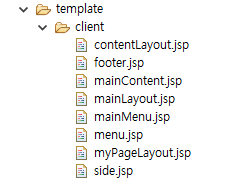 template
client
contentLayout.jsp
footer.jsp
mainContent.jsp
mainLayout.jsp
mainMenu.jsp
menu.jsp
myPageLayout.jsp
side.jsp